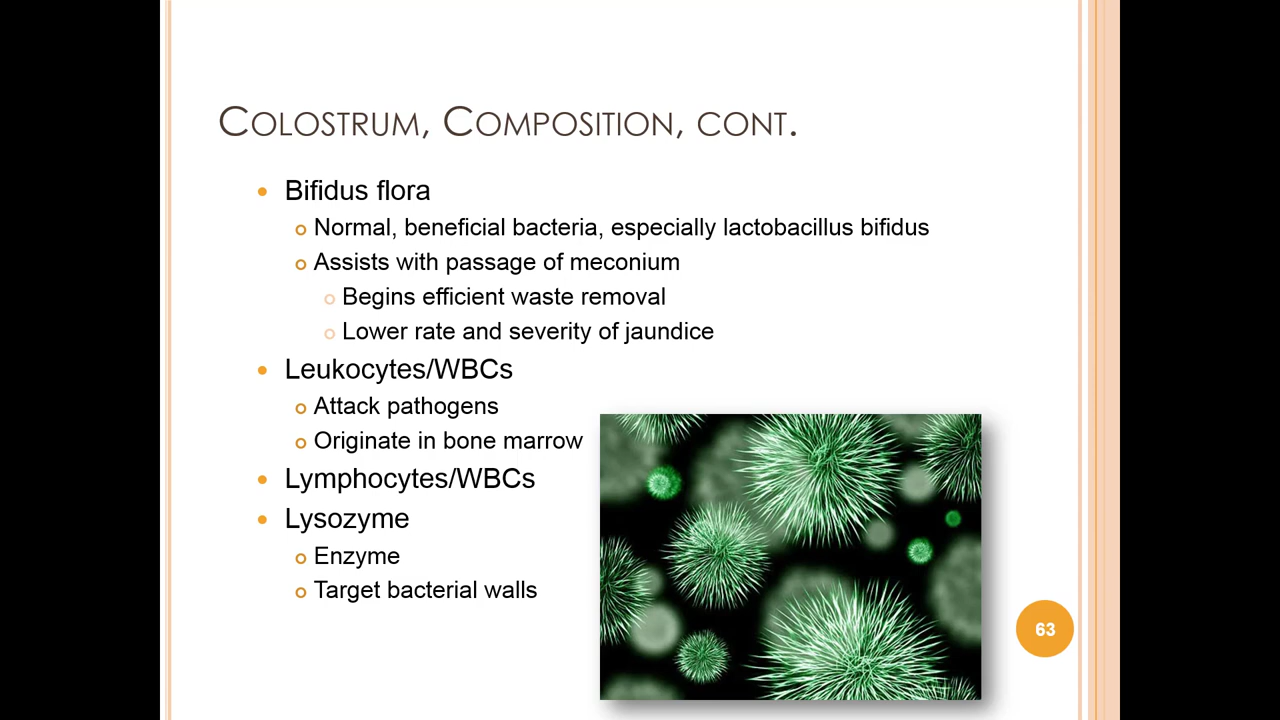 Colostrum, Composition, cont.
Bifidus flora
Normal, beneficial bacteria, especially lactobacillus bifidus
Assists with passage of meconium
Begins efficient waste removal
Lower rate and severity of jaundice
Leukocytes/WBCs
Attack pathogens
Originate in bone marrow
Lymphocytes/WBCs
Lysozyme
Enzyme
Target bacterial walls
63